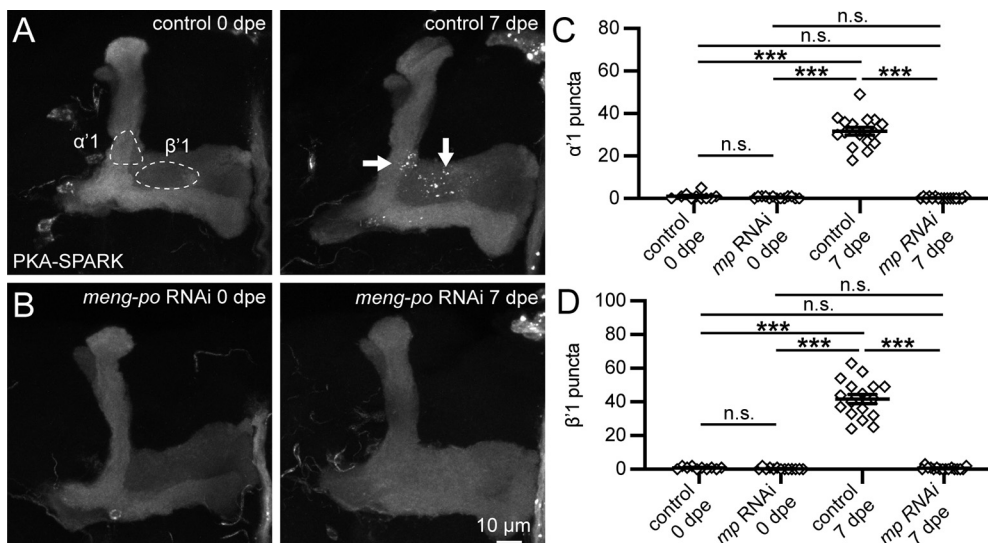 A
control 0 dpe
α'1
β'1
PKA-SPARK
control 7 dpe
B
meng-po RNAi 0 dpe
meng-po RNAi 7 dpe
10 µm
C
n.s.
n.s.
***
*** ***
n.s.
α'1 puncta
80
60
40
20
0
control
0 dpe
mp RNAi
0 dpe
control
7 dpe
mp RNAi
7 dpe
D
n.s.
n.s.
***
*** ***
n.s.
β'1 puncta
100
80
60
40
20
0
control
0 dpe
mp RNAi
0 dpe
control
7 dpe
mp RNAi
7 dpe